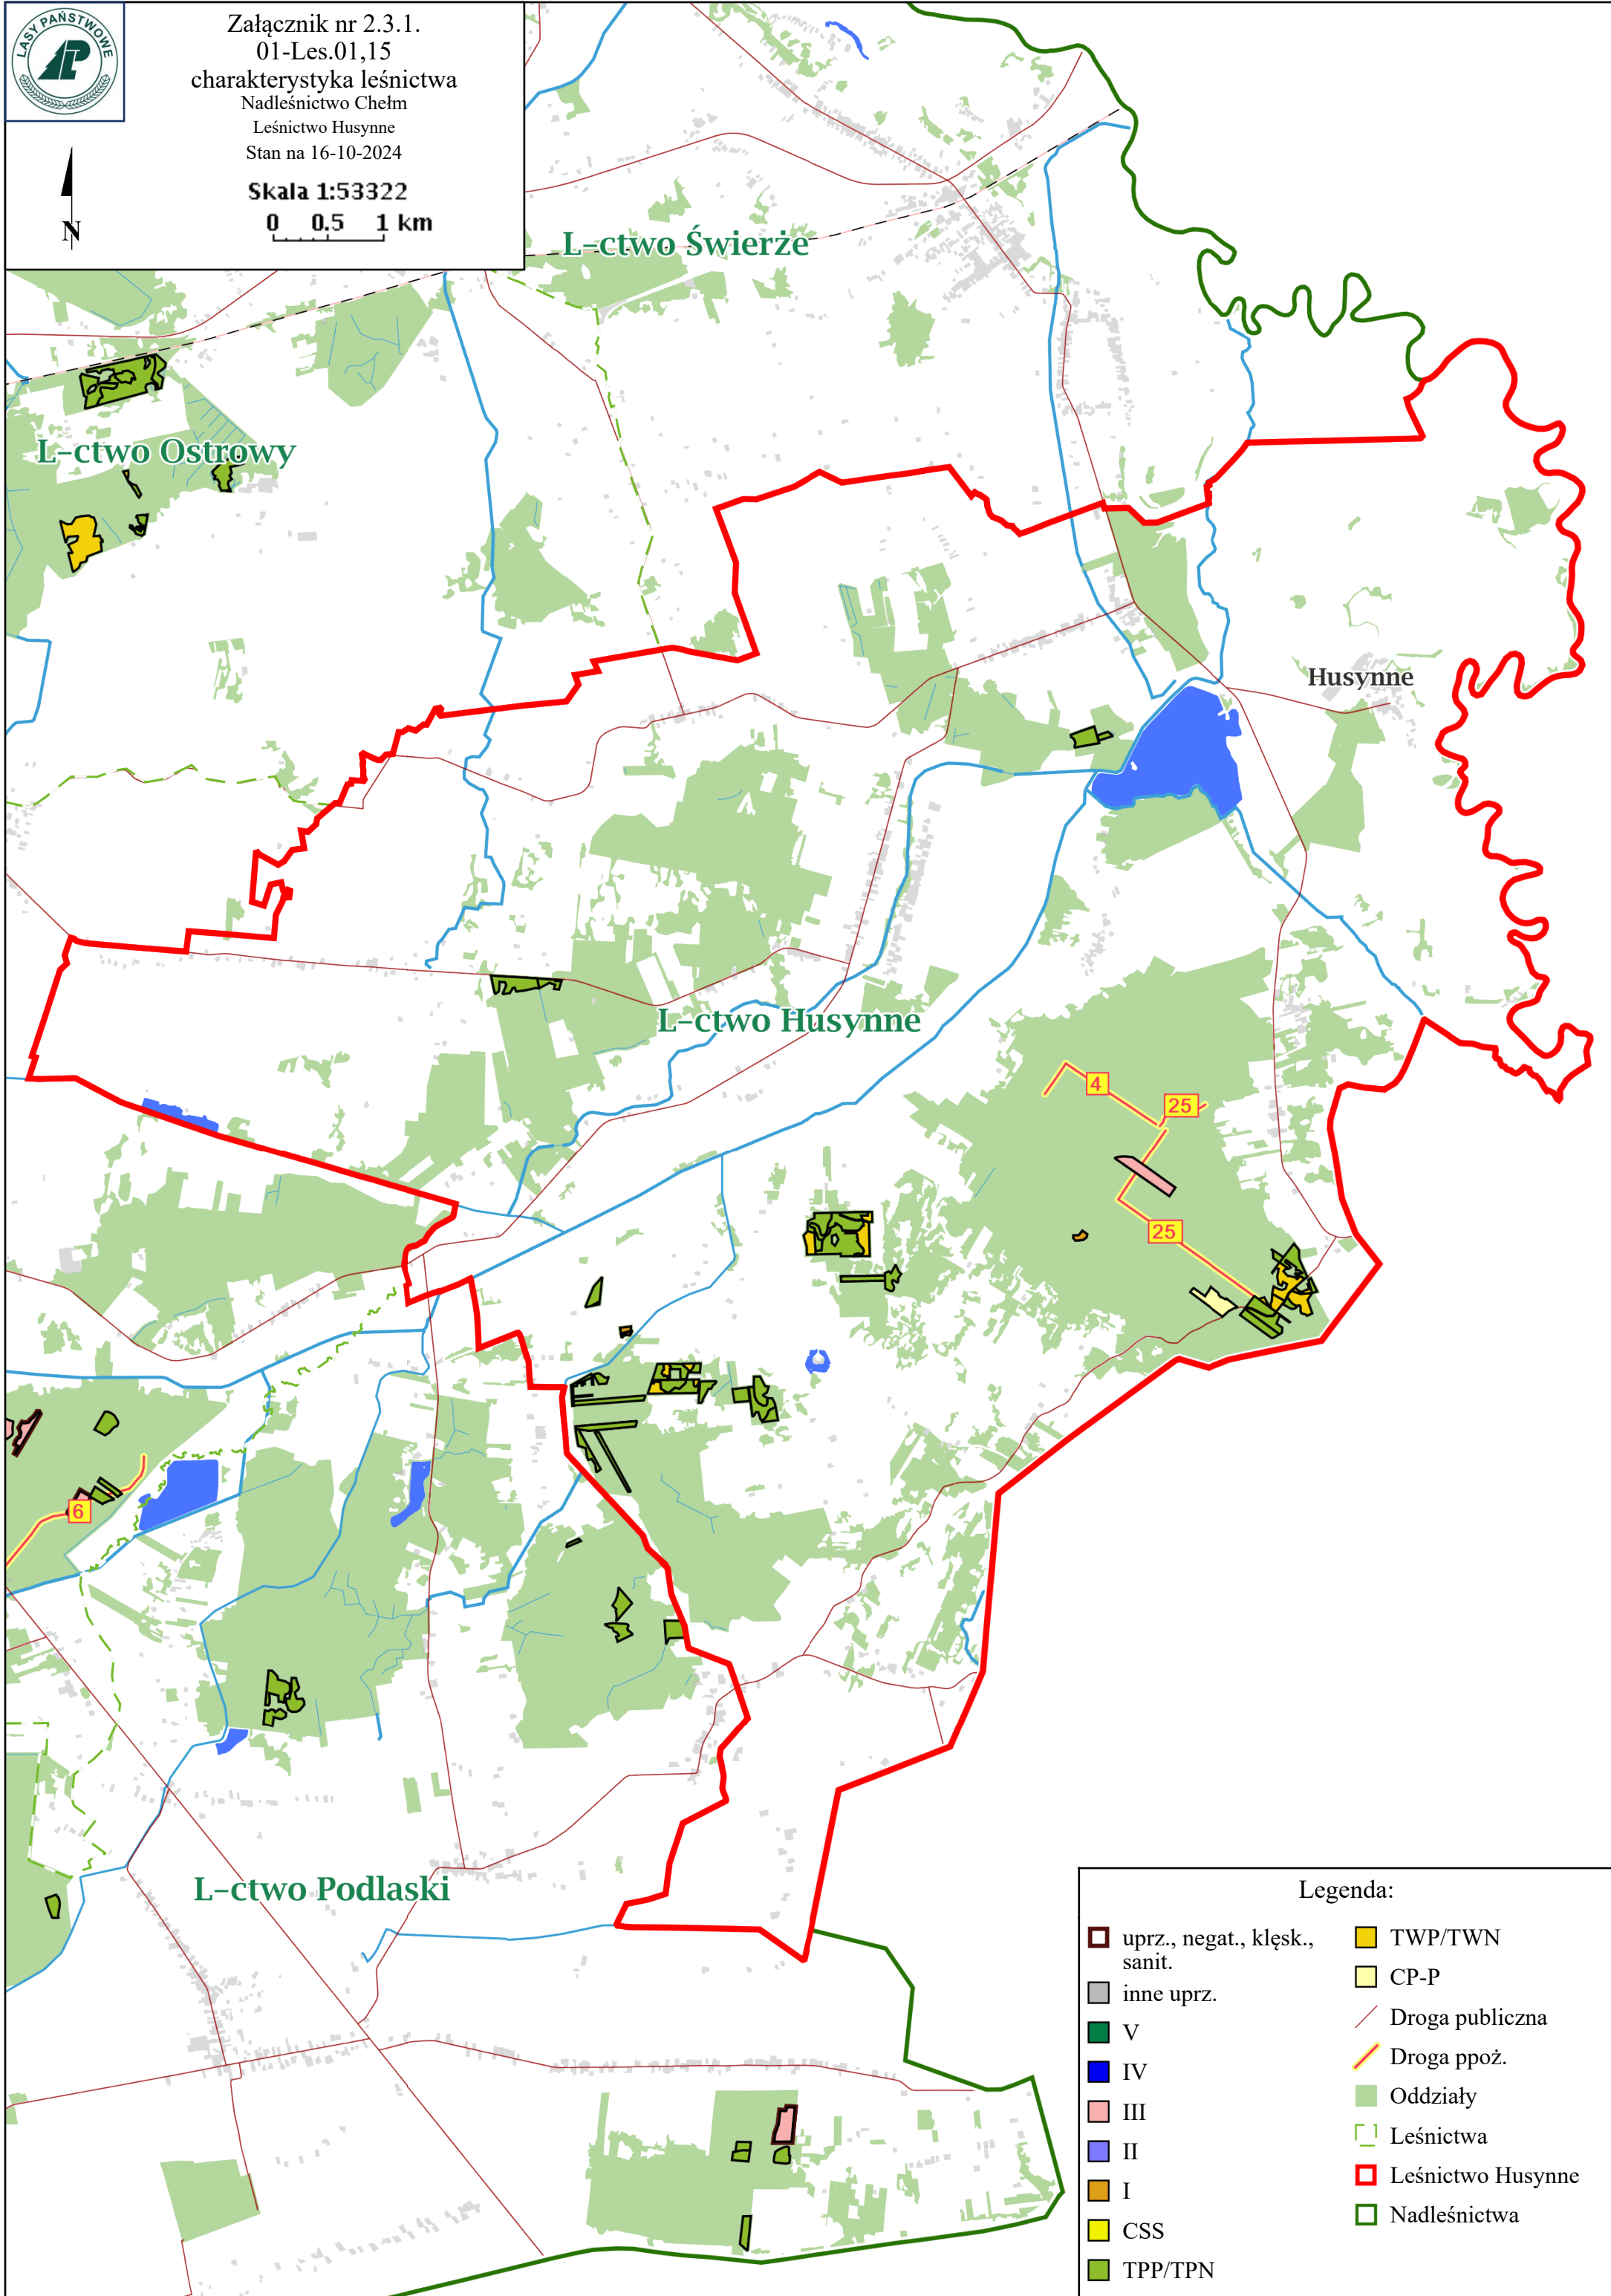 LASY PAŃSTWOWE
Załącznik nr 2.3.1.
01-Les.01,15
charakterystyka leśnictwa
Nadleśnictwo Chełm
Leśnictwo Husynne
Stan na 16-10-2024
Skala 1:53322
0 0.5 1 km
N
L-ctwo Świerże
L-ctwo Ostrowy
Husynne
L-ctwo Husynne
4
25
25
6
L-ctwo Podlaski
Legenda:
uprz., negat., klęsk.,
sanit.
inne uprz.
V
IV
III
II
I
CSS
TPP/TPN
TWP/TWN
CP-P
Droga publiczna
Droga ppoż.
Oddziały
Leśnictwa
Leśnictwo Husynne
Nadleśnictwa